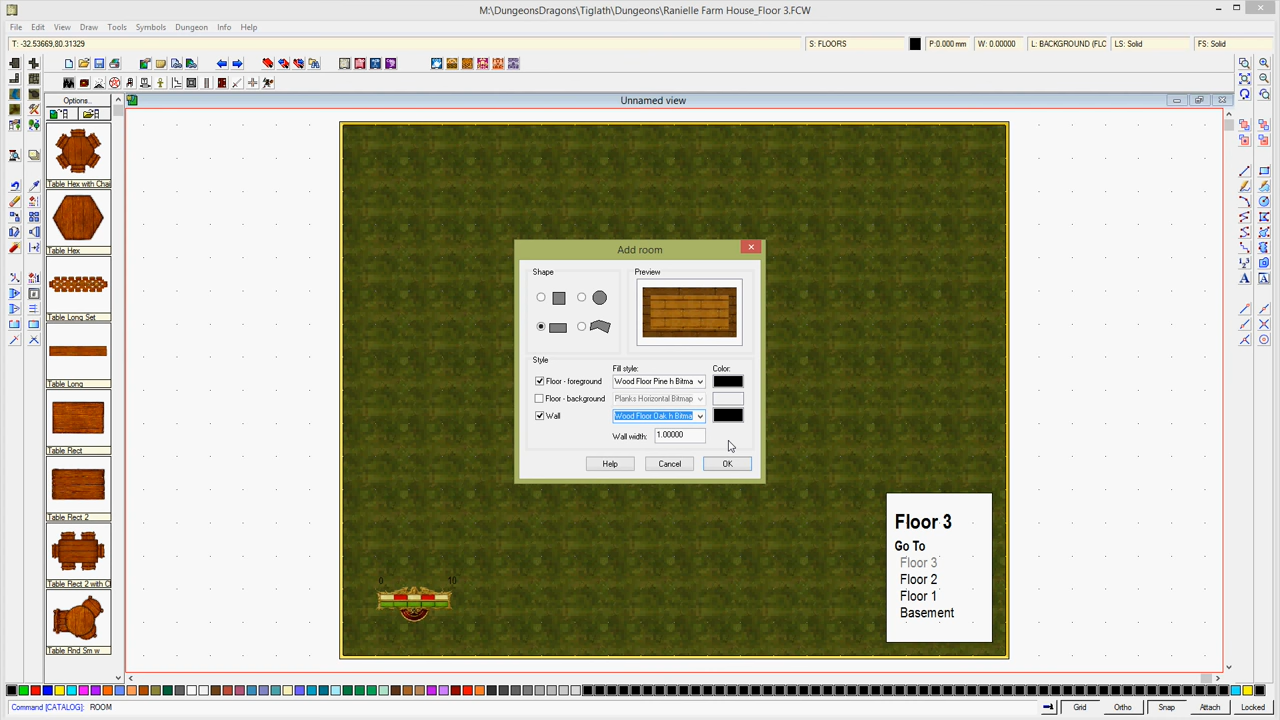 M:\DungeonsDragons\Tiglath\Dungeons\Ranielle Farm House_Floor 3.FCW
File Edit View Draw Tools Symbols Dungeon Info Help
T: -32.53669,80.31329 S: FLOORS P:0.000 mm W: 0.00000 L: BACKGROUND (FLC LS: Solid FS: Solid
Options..
Unnamed view
Table Hex with Chai
Table Hex
Table Long Set
Table Long
Table Rect
Table Rect 2
Table Rect 2 with C
Table Rnd Sm w
Add room
Shape
Preview
Style
Fill style:
Color:
Floor - foreground
Wood Floor Pine h Bitma
Floor - background
Planks Horizontal Bitmap
Wall
Wood Floor Oak h Bitma
Wall width:
1.00000
Help
Cancel
OK
0 10
Floor 3
Go To
Floor 3
Floor 2
Floor 1
Basement
Command [CATALOG]: ROOM
Grid
Ortho
Snap
Attach
Locked